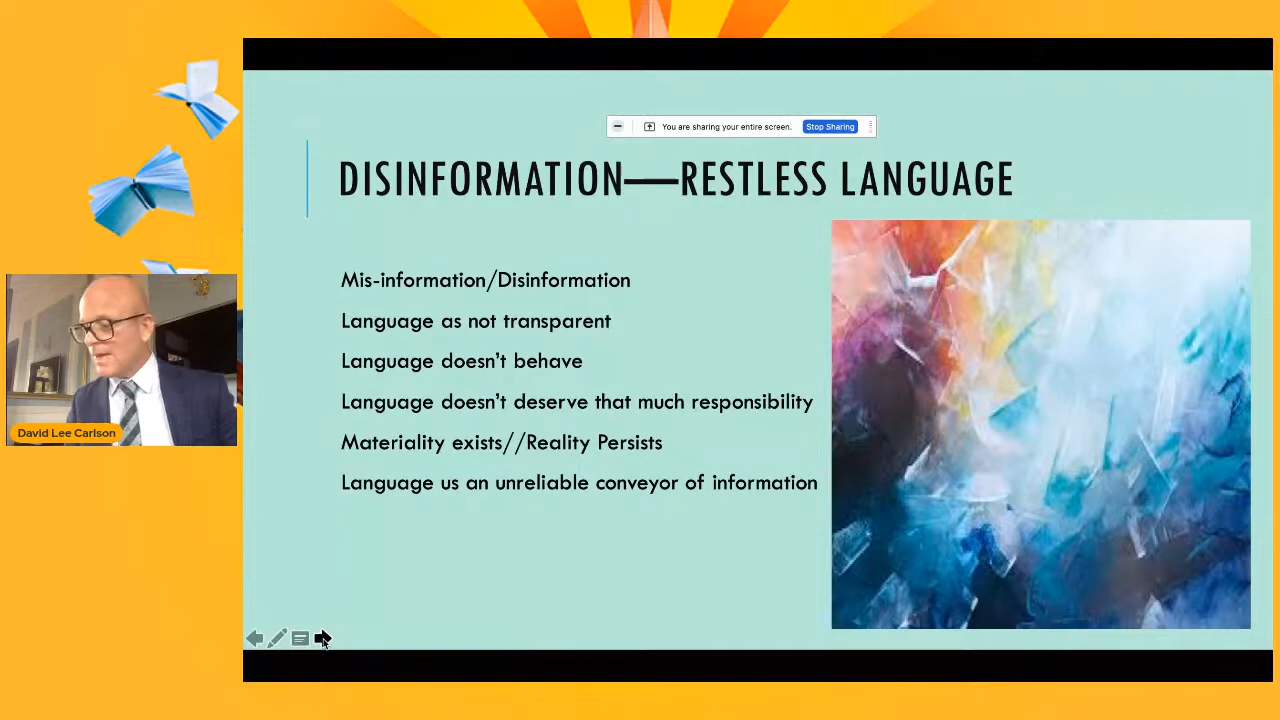 You are sharing your entire screen. Stop Sharing
DISINFORMATION—RESTLESS LANGUAGE
Mis-information/Disinformation
Language as not transparent
Language doesn't behave
Language doesn't deserve that much responsibility
Materiality exists//Reality Persists
Language us an unreliable conveyor of information
David Lee Carlson